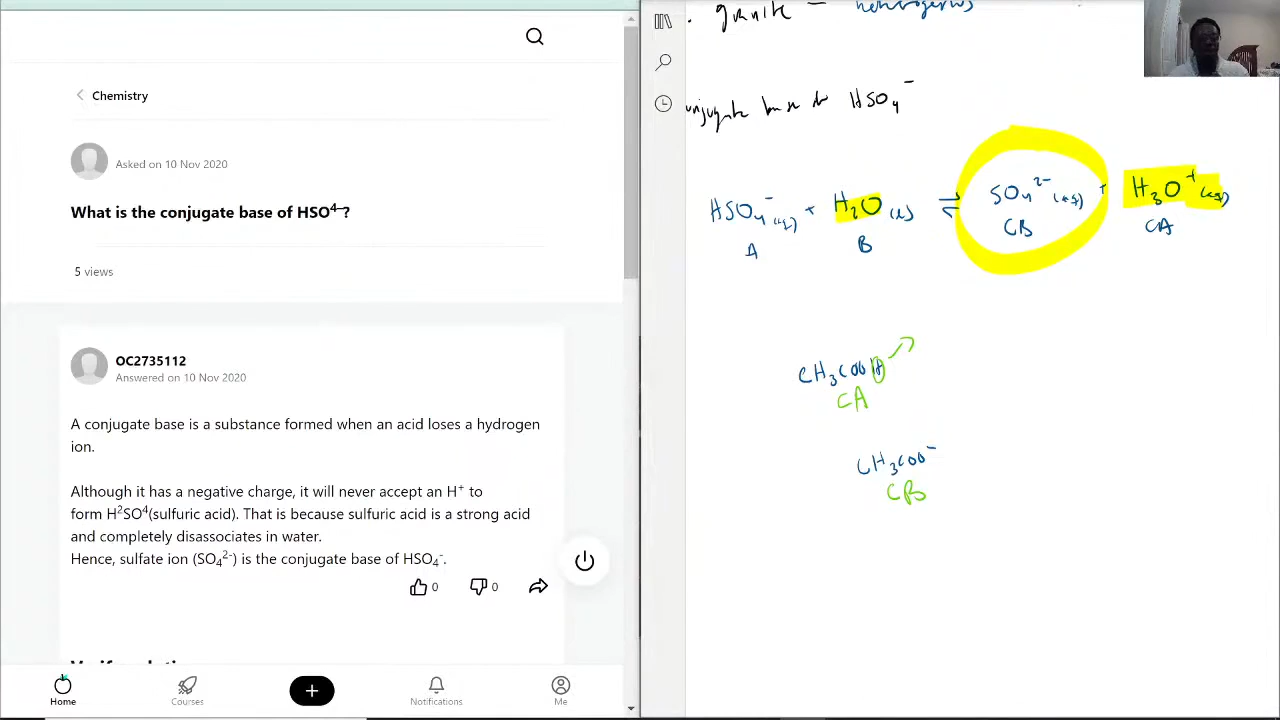 Chemistry
Asked on 10 Nov 2020
What is the conjugate base of HSO⁴⁻?
5 views
OC2735112
Answered on 10 Nov 2020
A conjugate base is a substance formed when an acid loses a hydrogen
ion.
Although it has a negative charge, it will never accept an H⁺ to
form H²SO⁴(sulfuric acid). That is because sulfuric acid is a strong acid
and completely disassociates in water.
Hence, sulfate ion (SO₄²⁻) is the conjugate base of HSO₄⁻.
0 0
Home Courses Notifications Me
granite –
onjugate base HSO₄⁻
HSO₄⁻(aq) + H₂O(l) ⇌ SO₄²⁻(aq) + H₃O⁺(aq)
A B CB CA
CH₃COOH
CA
CH₃COO⁻
CB